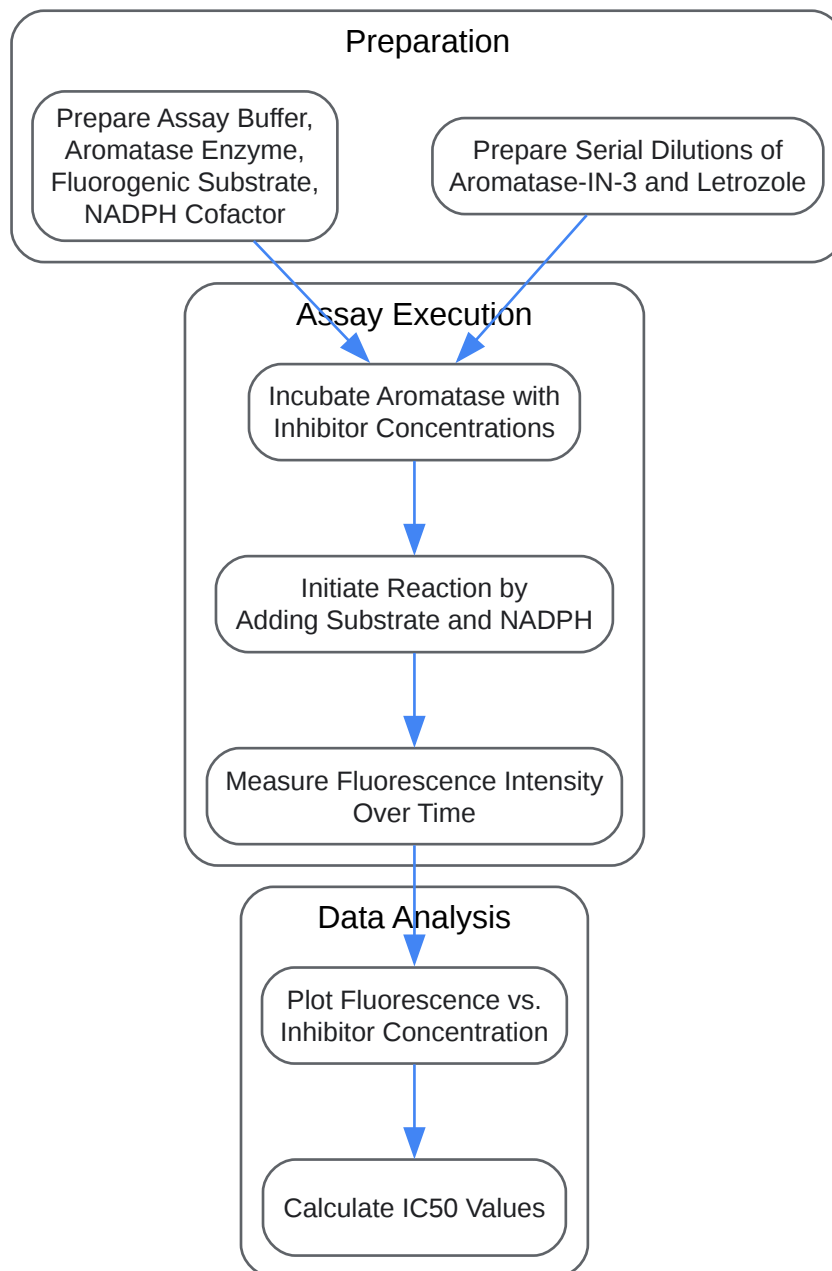 Preparation
Prepare Assay Buffer,
Aromatase Enzyme,
Fluorogenic Substrate,
NADPH Cofactor
Prepare Serial Dilutions of
Aromatase-IN-3 and Letrozole
Assay Execution
Incubate Aromatase with
Inhibitor Concentrations
Initiate Reaction by
Adding Substrate and NADPH
Measure Fluorescence Intensity
Over Time
Data Analysis
Plot Fluorescence vs.
Inhibitor Concentration
Calculate IC50 Values